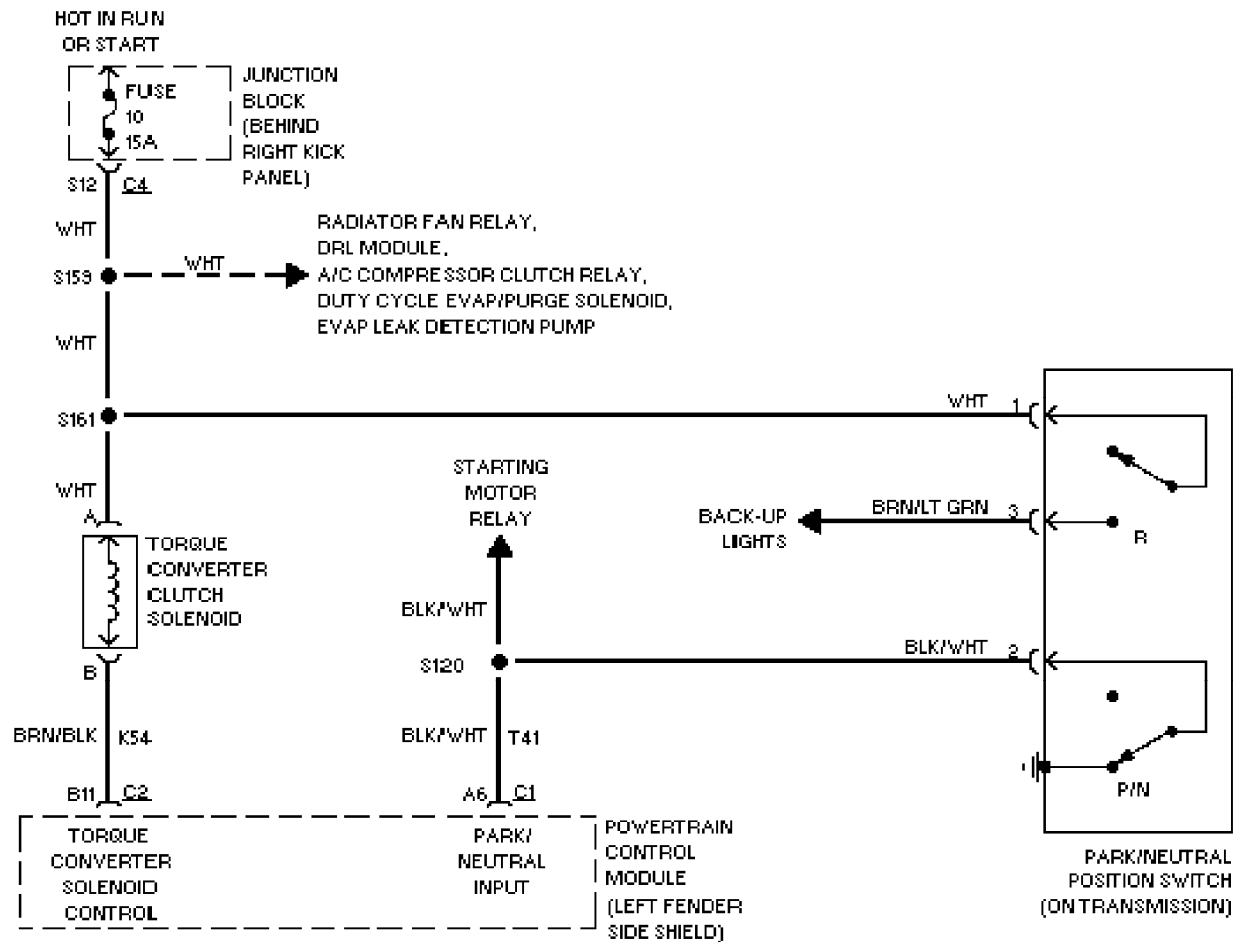 HOT IN RUN
OR START
FUSE
10
15A
JUNCTION
BLOCK
(BEHIND
RIGHT KICK
PANEL)
S12 C4
WHT
S159
WHT
RADIATOR FAN RELAY,
DRL MODULE,
A/C COMPRESSOR CLUTCH RELAY,
DUTY CYCLE EVAP/PURGE SOLENOID,
EVAP LEAK DETECTION PUMP
WHT
S161
WHT 1
WHT
A
TORQUE
CONVERTER
CLUTCH
SOLENOID
B
BRN/BLK K54
B11 C2
STARTING
MOTOR
RELAY
BACK-UP
LIGHTS
BRN/LT GRN 3
R
BLK/WHT
S120
BLK/WHT 2
BLK/WHT T41
A6 C1
P/N
TORQUE
CONVERTER
SOLENOID
CONTROL
PARK/
NEUTRAL
INPUT
POWERTRAIN
CONTROL
MODULE
(LEFT FENDER
SIDE SHIELD)
PARK/NEUTRAL
POSITION SWITCH
(ON TRANSMISSION)